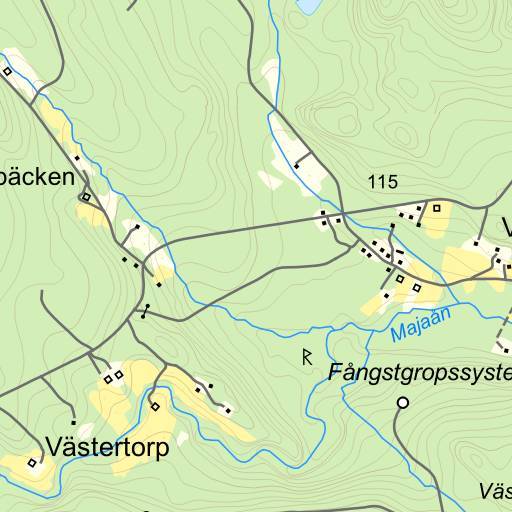 bäcken
115
V
Majaån
R
Fångstgropssyste
Västertorp
Väs